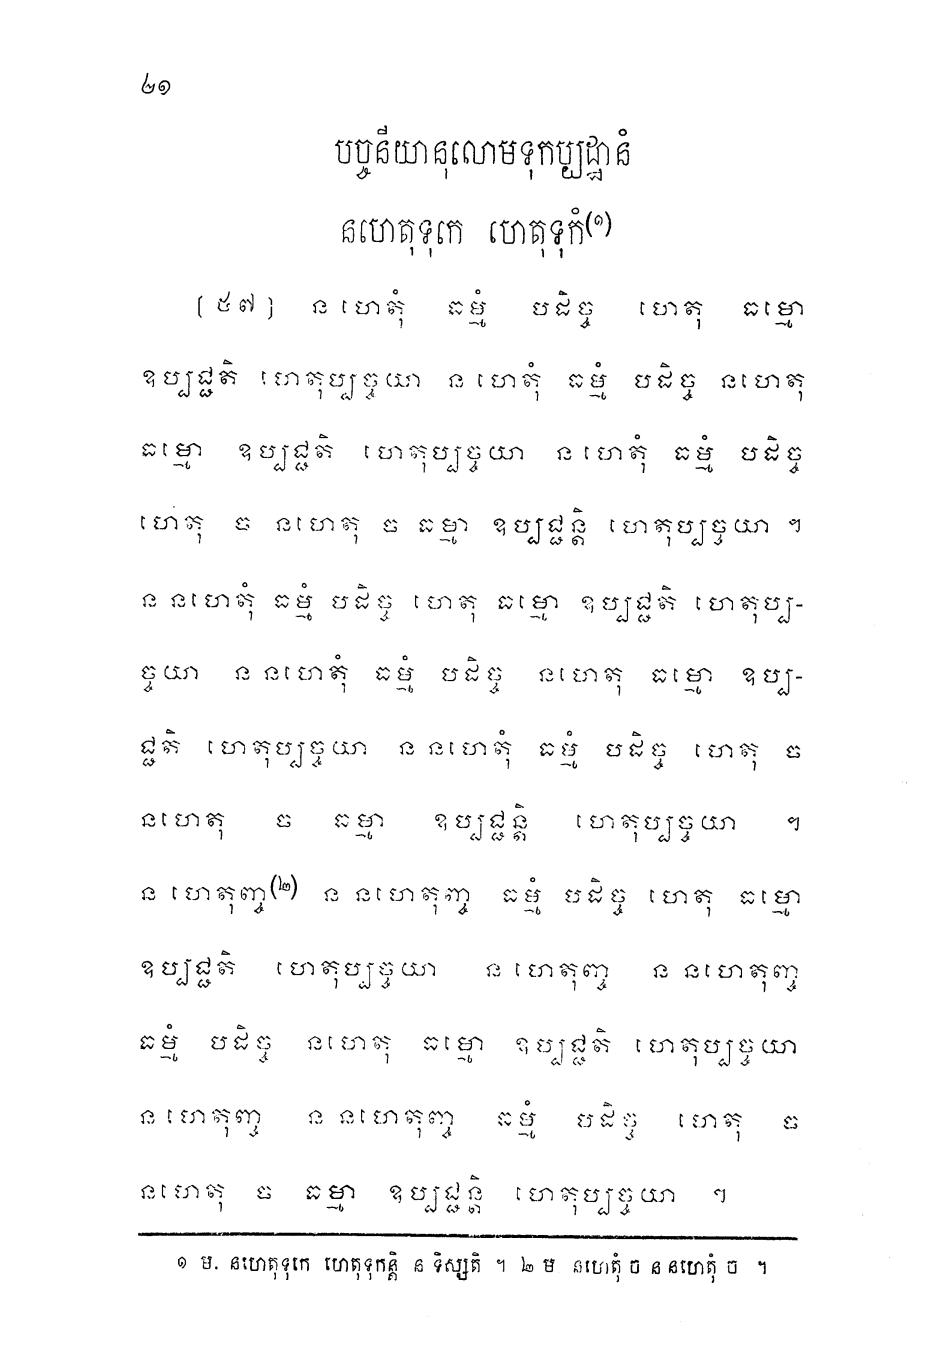 ២១
បច្ចនីយានុលោមទុកប្បដ្ឋានំ
នហេតុទុកេ ហេតុទុកំ(១)
(៥៧) ន ហេតុំ ធម្មំ បដិច្ច ហេតុ ធម្មោ
ឧប្បជ្ជតិ ហេតុប្បច្ចយា ន ហេតុំ ធម្មំ បដិច្ច នហេតុ
ធម្មោ ឧប្បជ្ជតិ ហេតុប្បច្ចយា ន ហេតុំ ធម្មំ បដិច្ច
ហេតុ ច នហេតុ ច ធម្មា ឧប្បជ្ជន្តិ ហេតុប្បច្ចយា ។
ន នហេតុំ ធម្មំ បដិច្ច ហេតុ ធម្មោ ឧប្បជ្ជតិ ហេតុប្ប-
ច្ចយា ន នហេតុំ ធម្មំ បដិច្ច នហេតុ ធម្មោ ឧប្ប-
ជ្ជតិ ហេតុប្បច្ចយា ន នហេតុំ ធម្មំ បដិច្ច ហេតុ ច
នហេតុ ច ធម្មា ឧប្បជ្ជន្តិ ហេតុប្បច្ចយា ។
ន ហេតុញ្ច(២) ន នហេតុញ្ច ធម្មំ បដិច្ច ហេតុ ធម្មោ
ឧប្បជ្ជតិ ហេតុប្បច្ចយា ន ហេតុញ្ច ន នហេតុញ្ច
ធម្មំ បដិច្ច នហេតុ ធម្មោ ឧប្បជ្ជតិ ហេតុប្បច្ចយា
ន ហេតុញ្ច ន នហេតុញ្ច ធម្មំ បដិច្ច ហេតុ ច
នហេតុ ច ធម្មា ឧប្បជ្ជន្តិ ហេតុប្បច្ចយា ។
១ ម. នហេតុទុកេ ហេតុទុកន្តិ ន ទិស្សតិ ។ ២ ម នហេតុំ ច ន នហេតុំ ច ។